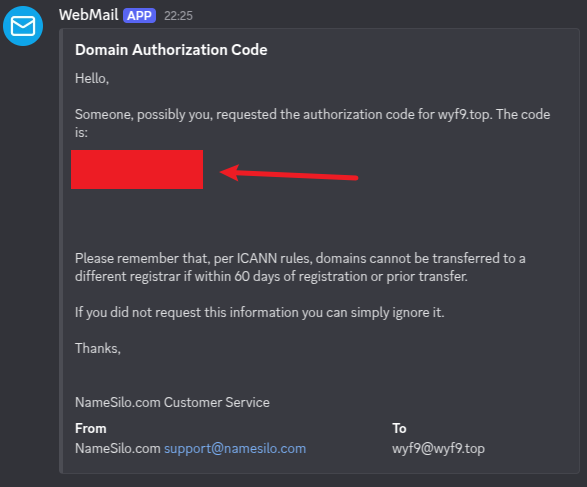 WebMail APP 22:25
Domain Authorization Code
Hello,
Someone, possibly you, requested the authorization code for wyf9.top. The code
is:
Please remember that, per ICANN rules, domains cannot be transferred to a
different registrar if within 60 days of registration or prior transfer.
If you did not request this information you can simply ignore it.
Thanks,
NameSilo.com Customer Service
From To
NameSilo.com support@namesilo.com wyf9@wyf9.top